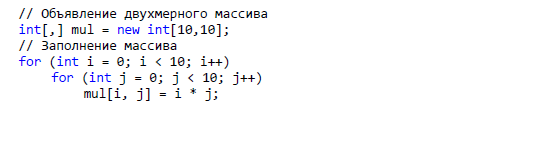 // Объявление двухмерного массива
int[,] mul = new int[10,10];
// Заполнение массива
for (int i = 0; i < 10; i++)
for (int j = 0; j < 10; j++)
mul[i, j] = i * j;